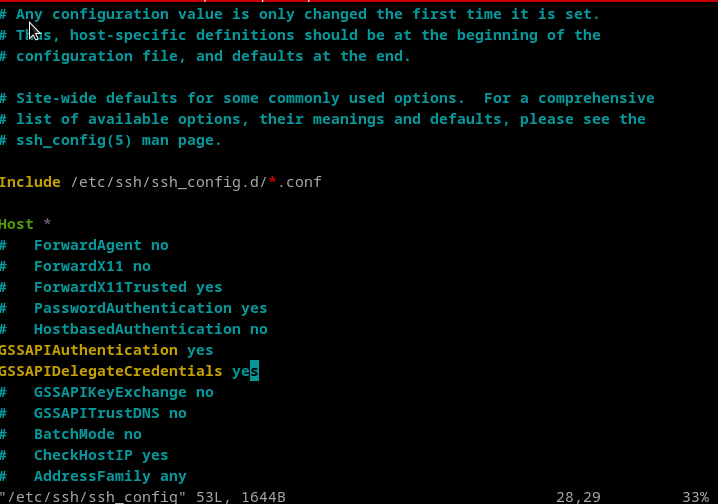 # Any configuration value is only changed the first time it is set.
# Thus, host-specific definitions should be at the beginning of the
# configuration file, and defaults at the end.
# Site-wide defaults for some commonly used options.  For a comprehensive
# list of available options, their meanings and defaults, please see the
# ssh_config(5) man page.
Include /etc/ssh/ssh_config.d/*.conf
Host *
#   ForwardAgent no
#   ForwardX11 no
#   ForwardX11Trusted yes
#   PasswordAuthentication yes
#   HostbasedAuthentication no
GSSAPIAuthentication yes
GSSAPIDelegateCredentials yes
#   GSSAPIKeyExchange no
#   GSSAPITrustDNS no
#   BatchMode no
#   CheckHostIP yes
#   AddressFamily any
"/etc/ssh/ssh_config" 53L, 1644B 28,29 33%